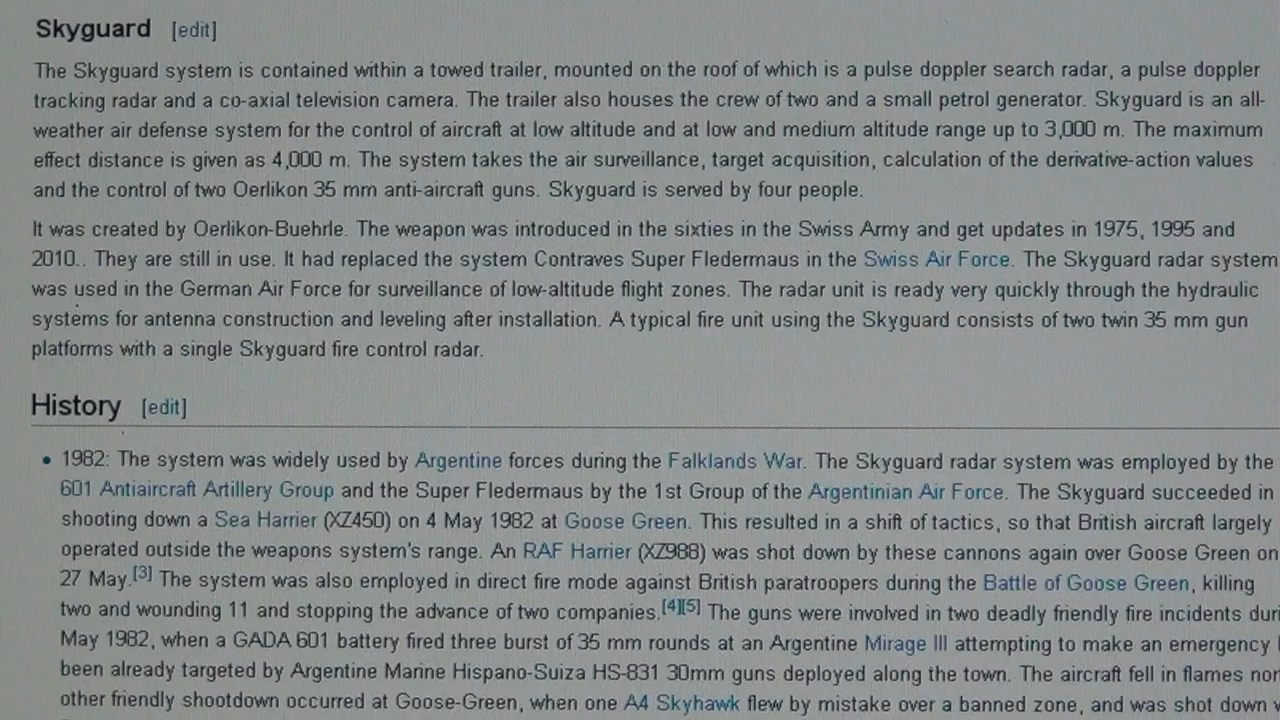 Skyguard [edit]
The Skyguard system is contained within a towed trailer, mounted on the roof of which is a pulse doppler search radar, a pulse doppler
tracking radar and a co-axial television camera. The trailer also houses the crew of two and a small petrol generator. Skyguard is an all-
weather air defense system for the control of aircraft at low altitude and at low and medium altitude range up to 3,000 m. The maximum
effect distance is given as 4,000 m. The system takes the air surveillance, target acquisition, calculation of the derivative-action values
and the control of two Oerlikon 35 mm anti-aircraft guns. Skyguard is served by four people.
It was created by Oerlikon-Buehrle. The weapon was introduced in the sixties in the Swiss Army and get updates in 1975, 1995 and
2010.. They are still in use. It had replaced the system Contraves Super Fledermaus in the Swiss Air Force. The Skyguard radar system
was used in the German Air Force for surveillance of low-altitude flight zones. The radar unit is ready very quickly through the hydraulic
systems for antenna construction and leveling after installation. A typical fire unit using the Skyguard consists of two twin 35 mm gun
platforms with a single Skyguard fire control radar.
History [edit]
• 1982: The system was widely used by Argentine forces during the Falklands War. The Skyguard radar system was employed by the
601 Antiaircraft Artillery Group and the Super Fledermaus by the 1st Group of the Argentinian Air Force. The Skyguard succeeded in
shooting down a Sea Harrier (XZ450) on 4 May 1982 at Goose Green. This resulted in a shift of tactics, so that British aircraft largely
operated outside the weapons system's range. An RAF Harrier (XZ988) was shot down by these cannons again over Goose Green on
27 May.[3] The system was also employed in direct fire mode against British paratroopers during the Battle of Goose Green, killing
two and wounding 11 and stopping the advance of two companies.[4][5] The guns were involved in two deadly friendly fire incidents
May 1982, when a GADA 601 battery fired three burst of 35 mm rounds at an Argentine Mirage III attempting to make an emergency
been already targeted by Argentine Marine Hispano-Suiza HS-831 30mm guns deployed along the town. The aircraft fell in flames
other friendly shootdown occurred at Goose-Green, when one A4 Skyhawk flew by mistake over a banned zone, and was shot down